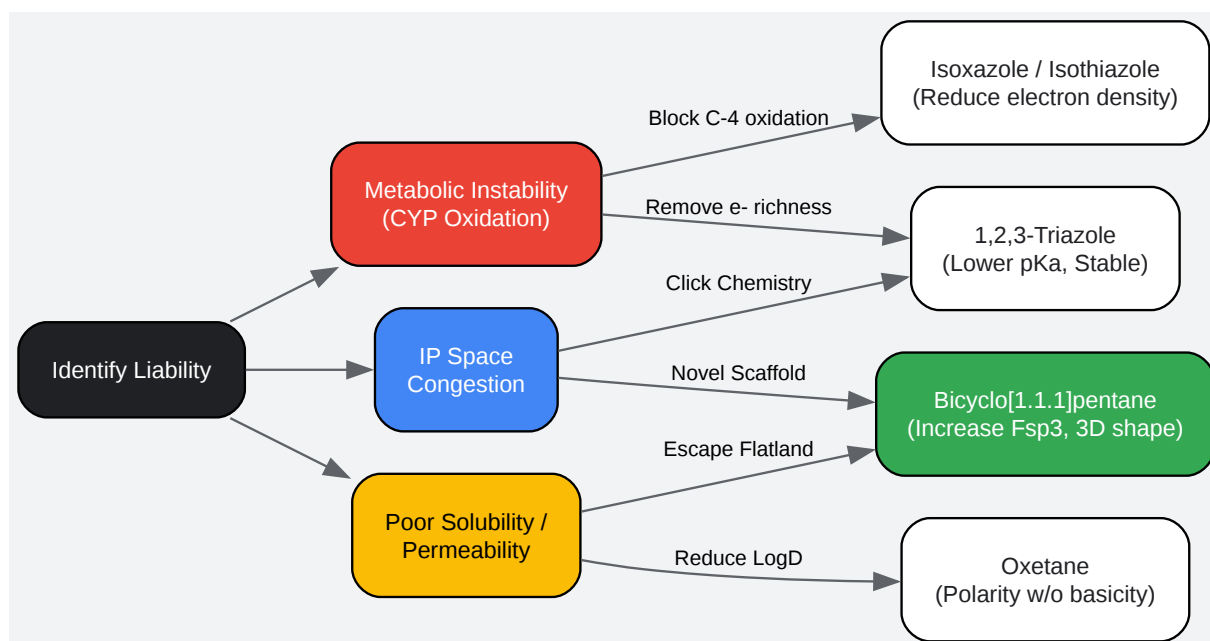 Identify Liability
Metabolic Instability
(CYP Oxidation)
IP Space
Congestion
Poor Solubility /
Permeability
Block C-4 oxidation
Remove e- richness
Click Chemistry
Novel Scaffold
Escape Flatland
Reduce LogD
Isoxazole / Isothiazole
(Reduce electron density)
1,2,3-Triazole
(Lower pKa, Stable)
Bicyclo[1.1.1]pentane
(Increase Fsp3, 3D shape)
Oxetane
(Polarity w/o basicity)